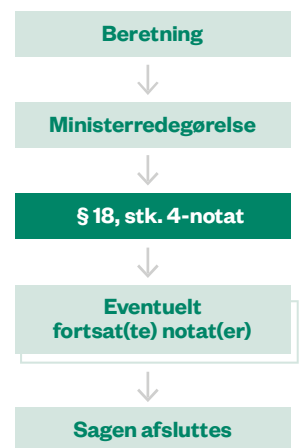 Beretning
Ministerredegørelse
§ 18, stk. 4-notat
Eventuelt
fortsat(te) notat(er)
Sagen afsluttes